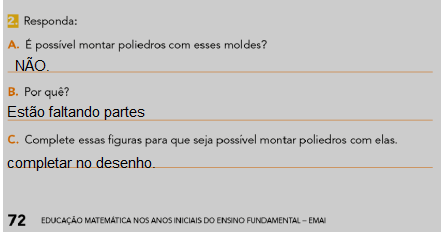 2. Responda:
A. É possível montar poliedros com esses moldes?
NÃO.
B. Por quê?
Estão faltando partes
C. Complete essas figuras para que seja possível montar poliedros com elas.
completar no desenho.
72 EDUCAÇÃO MATEMÁTICA NOS ANOS INICIAIS DO ENSINO FUNDAMENTAL – EMAI